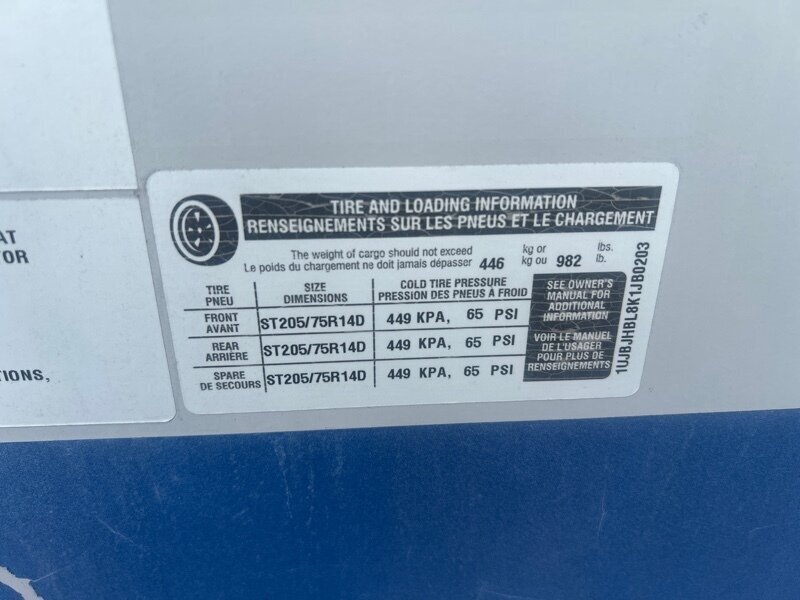 AT
TOR
TIONS,
TIRE AND LOADING INFORMATION
RENSEIGNEMENTS SUR LES PNEUS ET LE CHARGEMENT
The weight of cargo should not exceed
Le poids du chargement ne doit jamais dépasser 446 kg or kg ou 982 lbs. lb.
TIRE PNEU SIZE DIMENSIONS COLD TIRE PRESSURE PRESSION DES PNEUS A FROID
FRONT AVANT ST205/75R14D 449 KPA, 65 PSI
REAR ARRIÈRE ST205/75R14D 449 KPA, 65 PSI
SPARE DE SECOURS ST205/75R14D 449 KPA, 65 PSI
SEE OWNER'S
MANUAL FOR
ADDITIONAL
INFORMATION
VOIR LE MANUEL
DE L'USAGER
POUR PLUS DE
RENSEIGNEMENTS
1UJBJHBL8K1JB0203